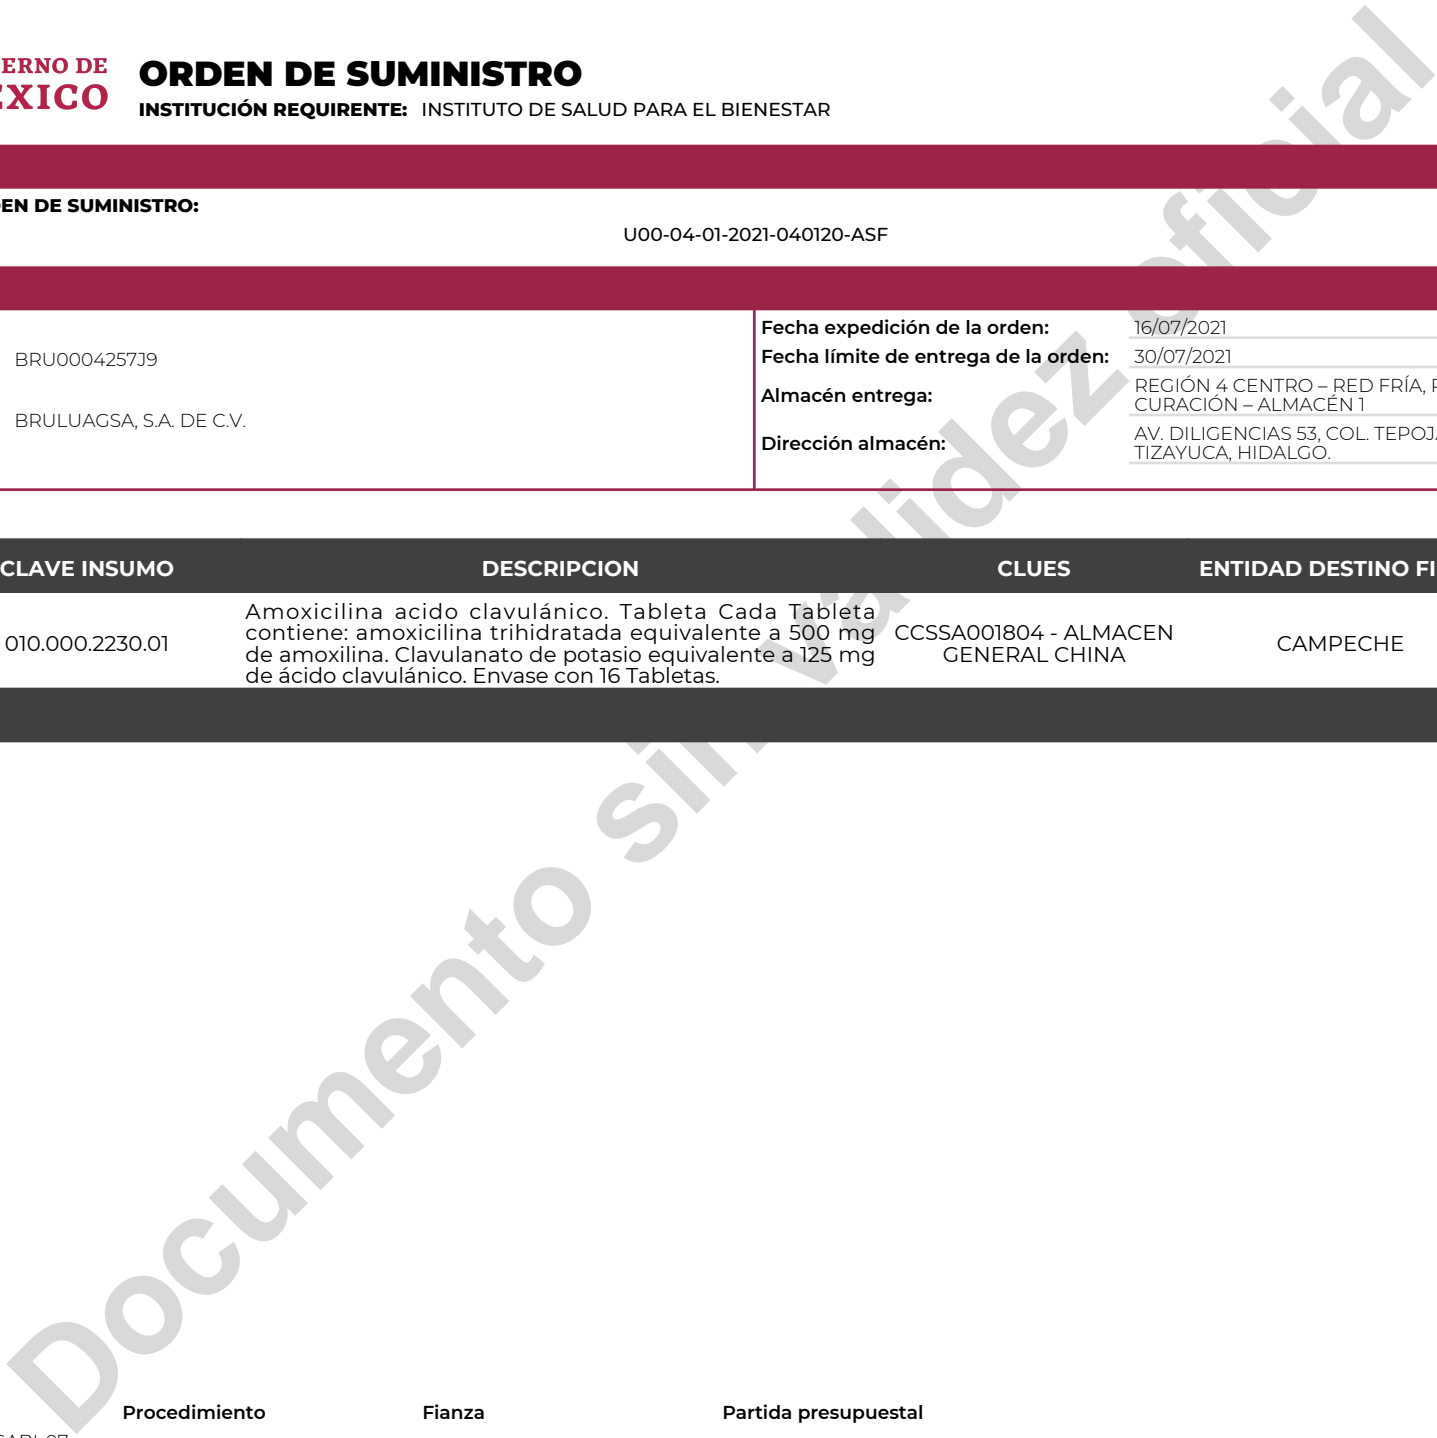 ERNO DE
ORDEN DE SUMINISTRO
XICO
INSTITUCIÓN REQUIRENTE: INSTITUTO DE SALUD PARA EL BIENESTAR
EN DE SUMINISTRO:
U00-04-01-2021-040120-ASF
BRU0004257J9
BRULUAGSA, S.A. DE C.V.
Fecha expedición de la orden: 16/07/2021
Fecha límite de entrega de la orden: 30/07/2021
Almacén entrega:
REGIÓN 4 CENTRO – RED FRÍA,
CURACIÓN – ALMACÉN 1
Dirección almacén:
AV. DILIGENCIAS 53, COL. TEPOJ
TIZAYUCA, HIDALGO.
CLAVE INSUMO DESCRIPCION CLUES ENTIDAD DESTINO FI
010.000.2230.01
Amoxicilina acido clavulánico. Tableta Cada Tableta
contiene: amoxicilina trihidratada equivalente a 500 mg
de amoxilina. Clavulanato de potasio equivalente a 125 mg
de ácido clavulánico. Envase con 16 Tabletas.
CCSSA001804 - ALMACEN
GENERAL CHINA
CAMPECHE
Documento sin validez oficial
Procedimiento Fianza Partida presupuestal